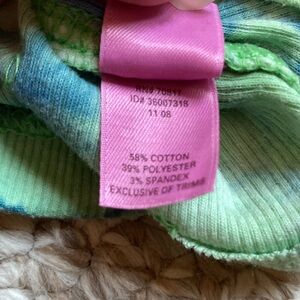 ID# 36007318
11 08
58% COTTON
39% POLYESTER
3% SPANDEX
EXCLUSIVE OF TRIMS